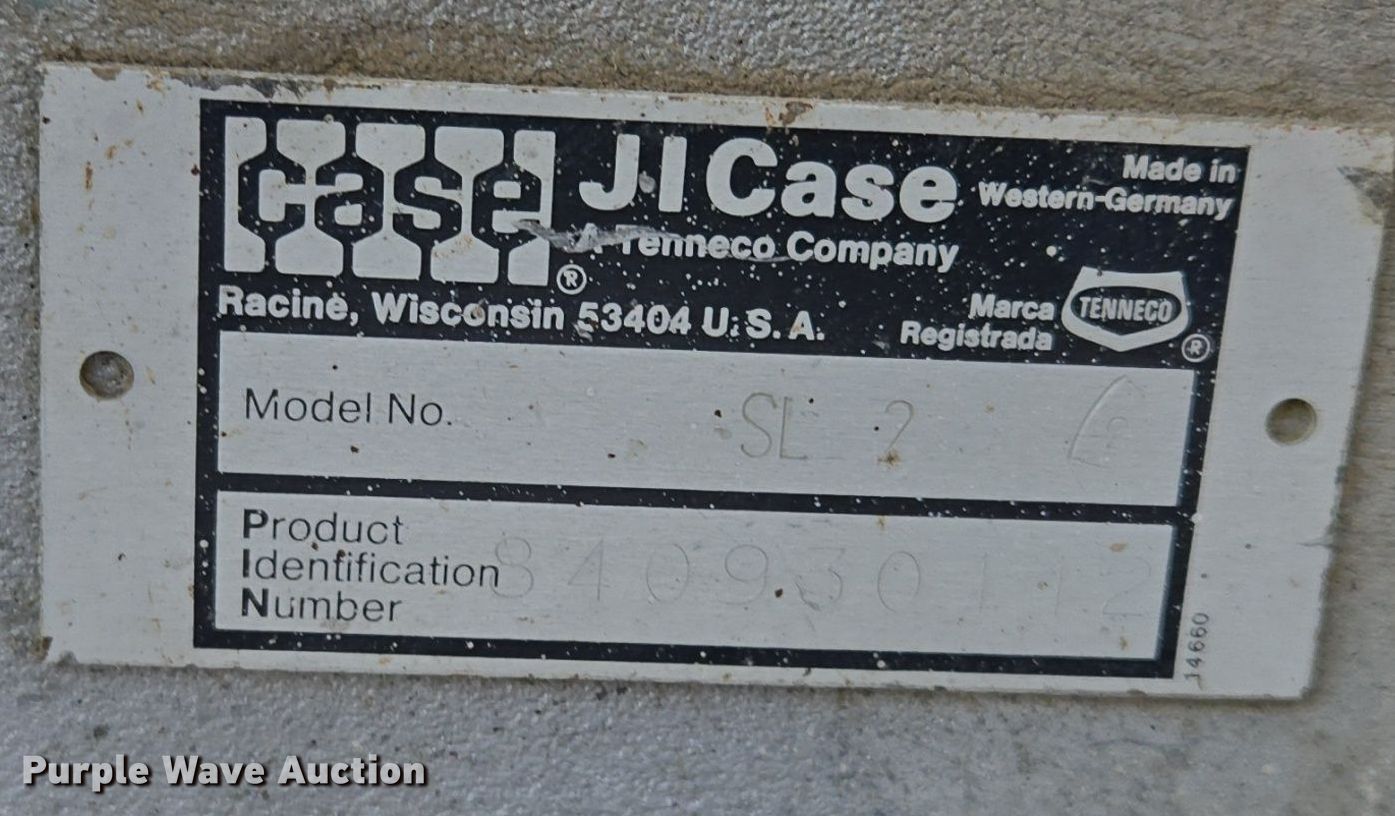 case
JI Case
Made in
Western-Germany
A Tenneco Company
®
Racine, Wisconsin 53404 U.S.A.
Marca
Registrada
TENNECO
®
Model No. SL 2
Product
Identification 840930112
Number
14660
Purple Wave Auction